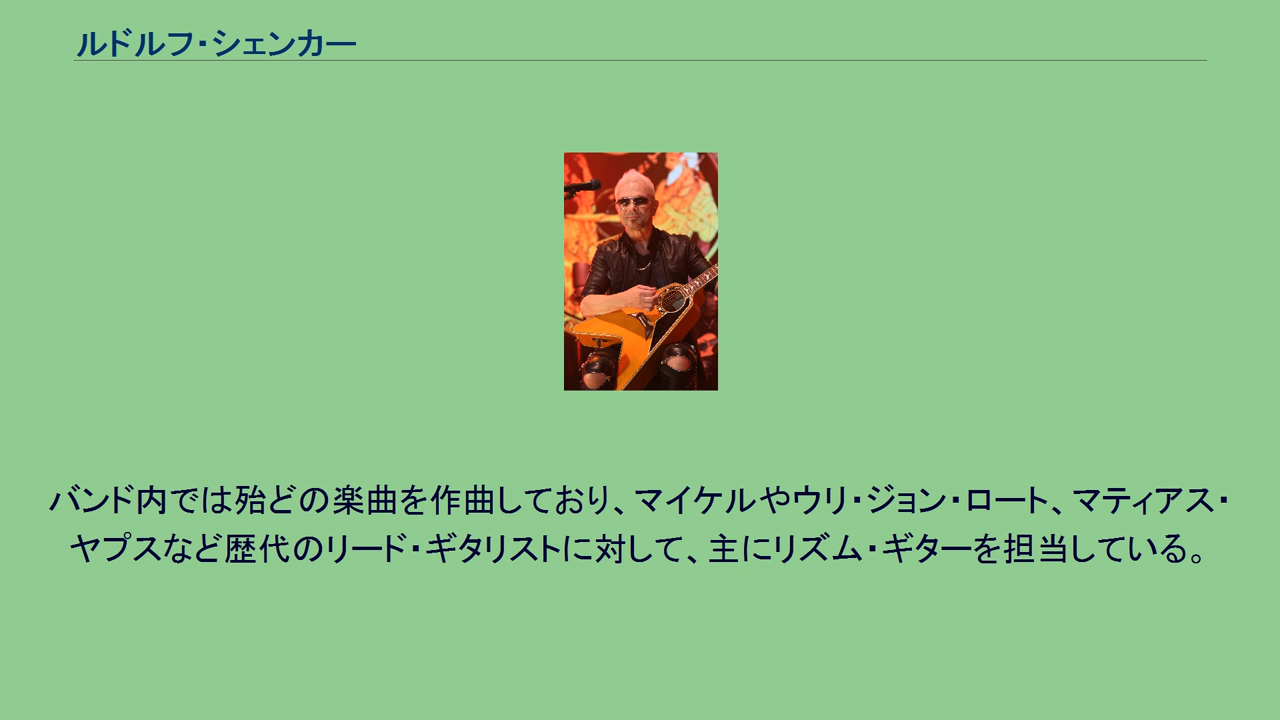 ルドルフ・シェンカー
バンド内では殆どの楽曲を作曲しており、マイケルやウリ・ジョン・ロート、マティアス・
ヤプスなど歴代のリード・ギタリストに対して、主にリズム・ギターを担当している。